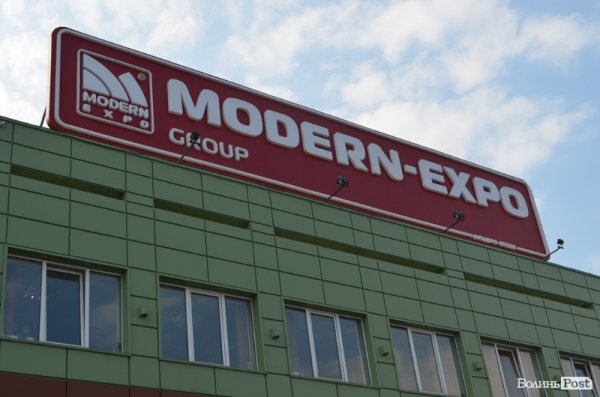 MODERN
EXPO
®
MODERN-EXPO
GROUP
ВолиньPost